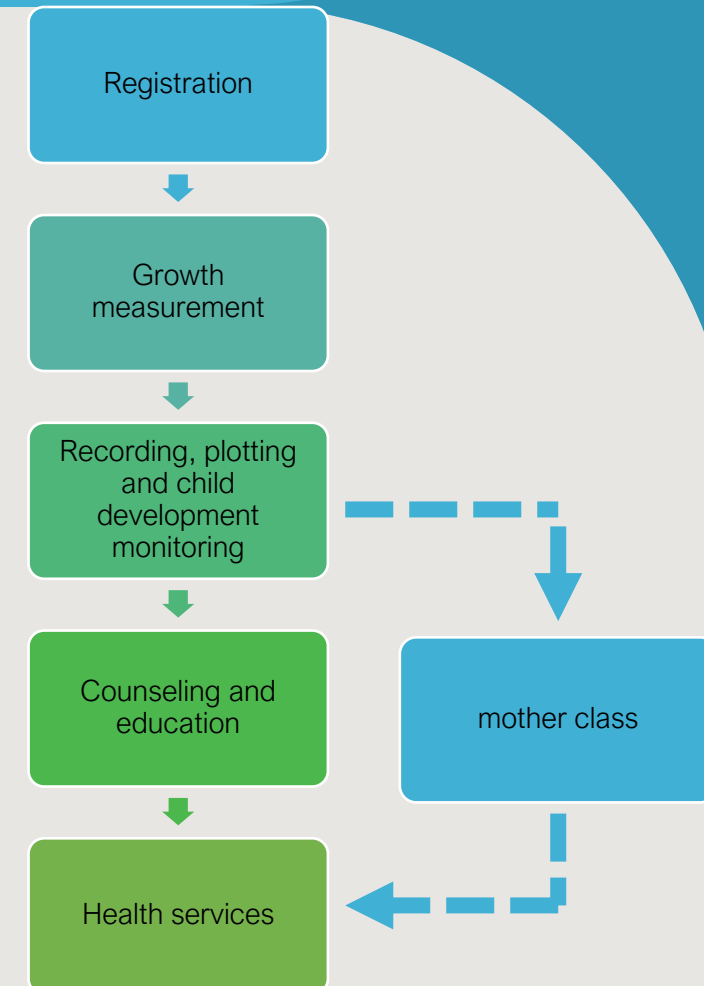 Registration
Growth
measurement
Recording, plotting
and child
development
monitoring
Counseling and
education
mother class
Health services